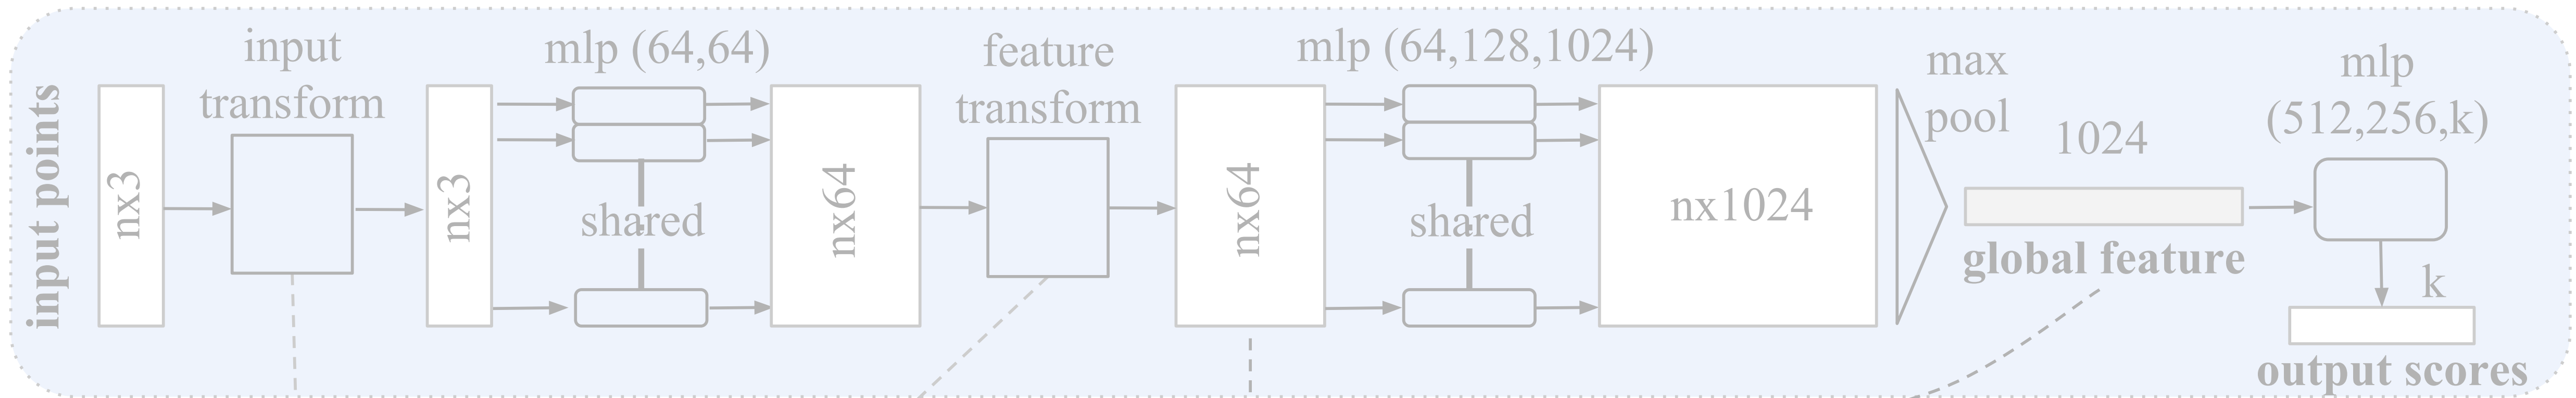 input points
nx3
input
transform
nx3
mlp (64,64)
shared
nx64
feature
transform
nx64
mlp (64,128,1024)
shared
nx1024
max
pool
1024
global feature
mlp
(512,256,k)
k
output scores